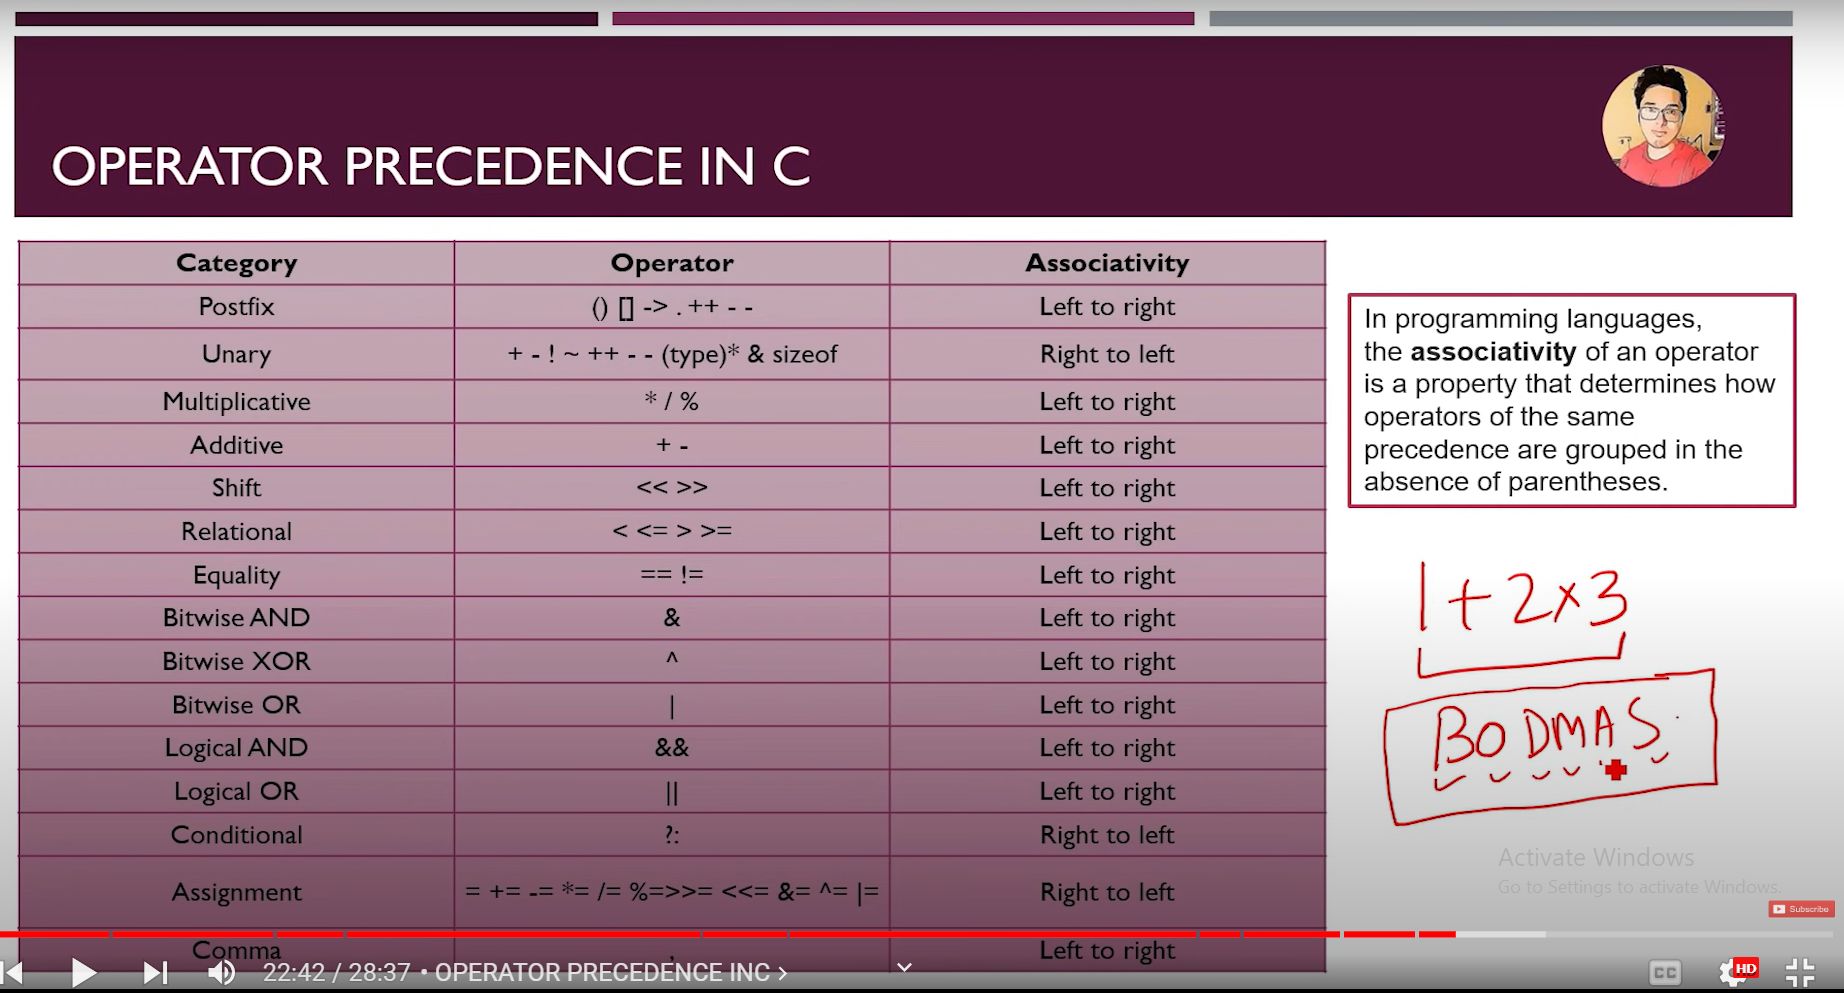 OPERATOR PRECEDENCE IN C
Category Operator Associativity
Postfix () [] -> . ++ - - Left to right
Unary + - ! ~ ++ - - (type)* & sizeof Right to left
Multiplicative * / % Left to right
Additive + - Left to right
Shift << >> Left to right
Relational < <= > >= Left to right
Equality == != Left to right
Bitwise AND & Left to right
Bitwise XOR ^ Left to right
Bitwise OR | Left to right
Logical AND && Left to right
Logical OR || Left to right
Conditional ?: Right to left
Assignment = += -= *= /= %=>>= <<= &= ^= |= Right to left
Comma , Left to right
In programming languages,
the associativity of an operator
is a property that determines how
operators of the same
precedence are grouped in the
absence of parentheses.
1+2×3
BODMAS
Activate Windows
Go to Settings to activate Windows.
Subscribe
22:42 / 28:37 • OPERATOR PRECEDENCE INC ›
CC
HD